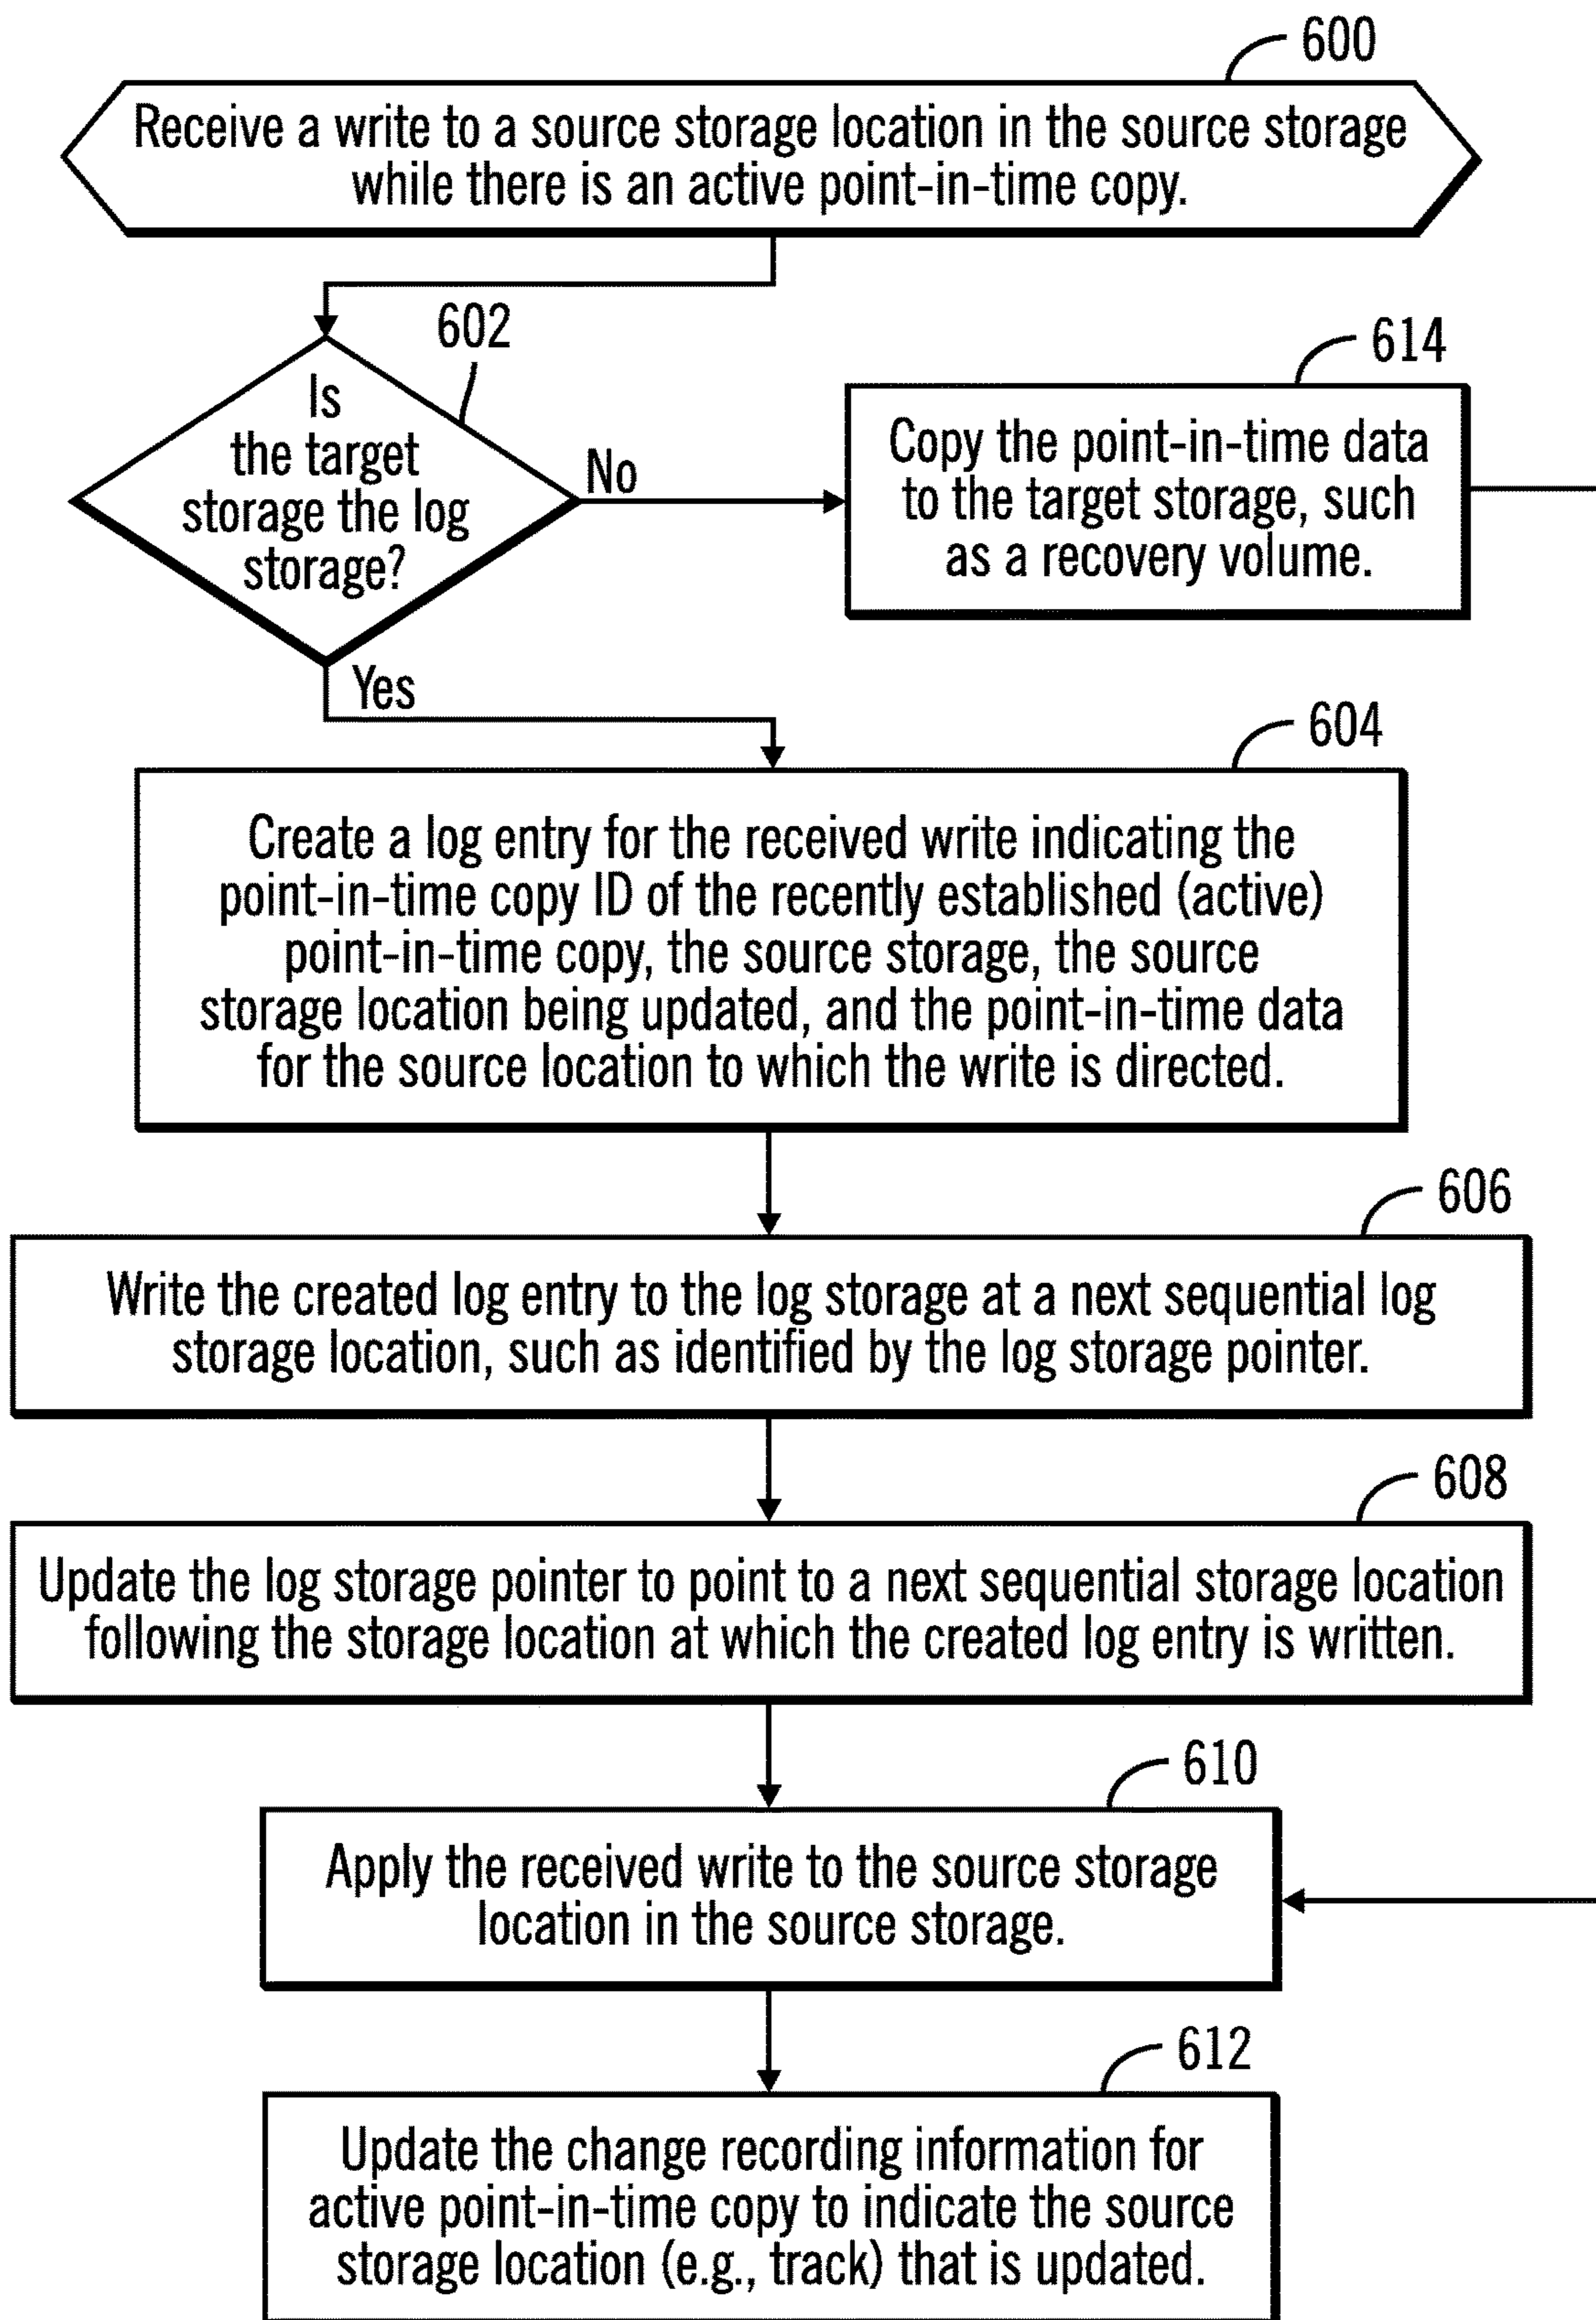 600
Receive a write to a source storage location in the source storage
while there is an active point-in-time copy.
602
Is
the target
storage the log
storage?
No
614
Copy the point-in-time data
to the target storage, such
as a recovery volume.
Yes
604
Create a log entry for the received write indicating the
point-in-time copy ID of the recently established (active)
point-in-time copy, the source storage, the source
storage location being updated, and the point-in-time data
for the source location to which the write is directed.
606
Write the created log entry to the log storage at a next sequential log
storage location, such as identified by the log storage pointer.
608
Update the log storage pointer to point to a next sequential storage location
following the storage location at which the created log entry is written.
610
Apply the received write to the source storage
location in the source storage.
612
Update the change recording information for
active point-in-time copy to indicate the source
storage location (e.g., track) that is updated.